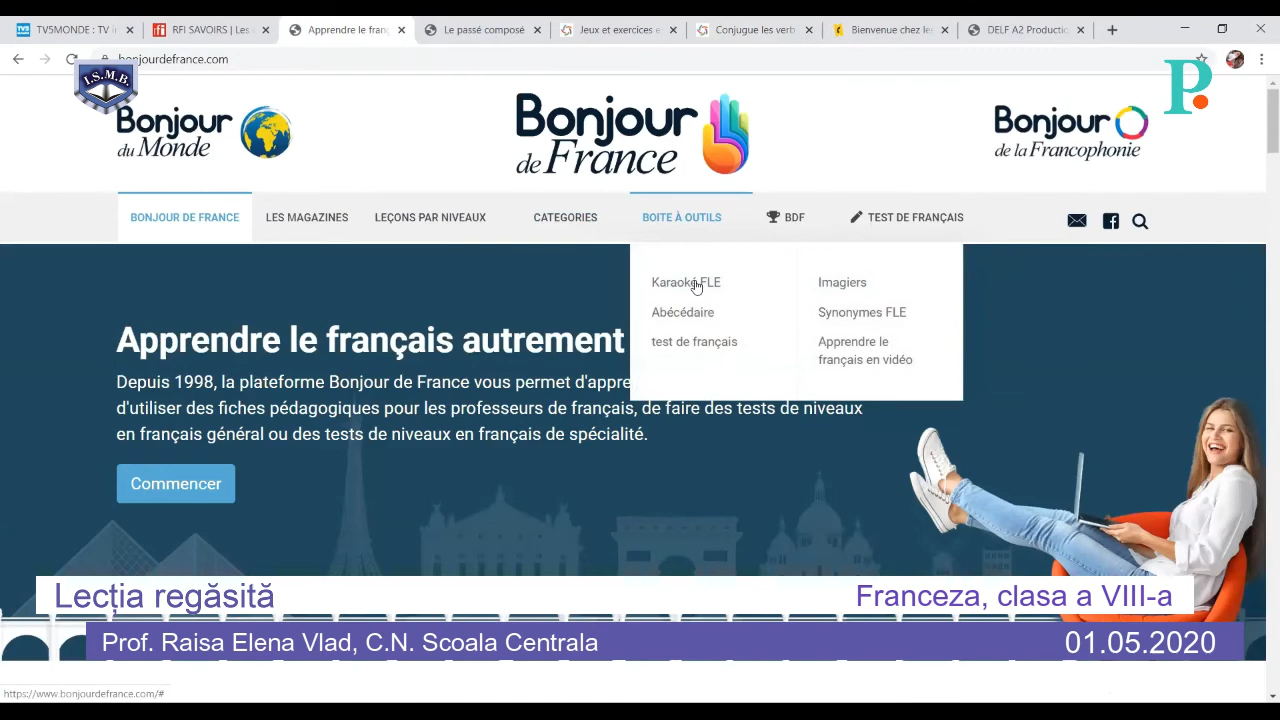 TV5MONDE : TV i
RFI SAVOIRS | Les
Apprendre le fran
Le passé composé
Jeux et exercices e
Conjugue les verb
Bienvenue chez les
DELF A2 Productio
bonjourdefrance.com
I.S.M.B.
P.
Bonjour
du Monde
Bonjour
de France
Bonjour
de la Francophonie
BONJOUR DE FRANCE
LES MAGAZINES
LEÇONS PAR NIVEAUX
CATEGORIES
BOITE À OUTILS
BDF
TEST DE FRANÇAIS
Karaoké FLE
Imagiers
Abécédaire
Synonymes FLE
test de français
Apprendre le
français en vidéo
Apprendre le français autrement
Depuis 1998, la plateforme Bonjour de France vous permet d'appre
d'utiliser des fiches pédagogiques pour les professeurs de français, de faire des tests de niveaux
en français général ou des tests de niveaux en français de spécialité.
Commencer
Lecția regăsită
Franceza, clasa a VIII-a
Prof. Raisa Elena Vlad, C.N. Scoala Centrala
01.05.2020
https://www.bonjourdefrance.com/#